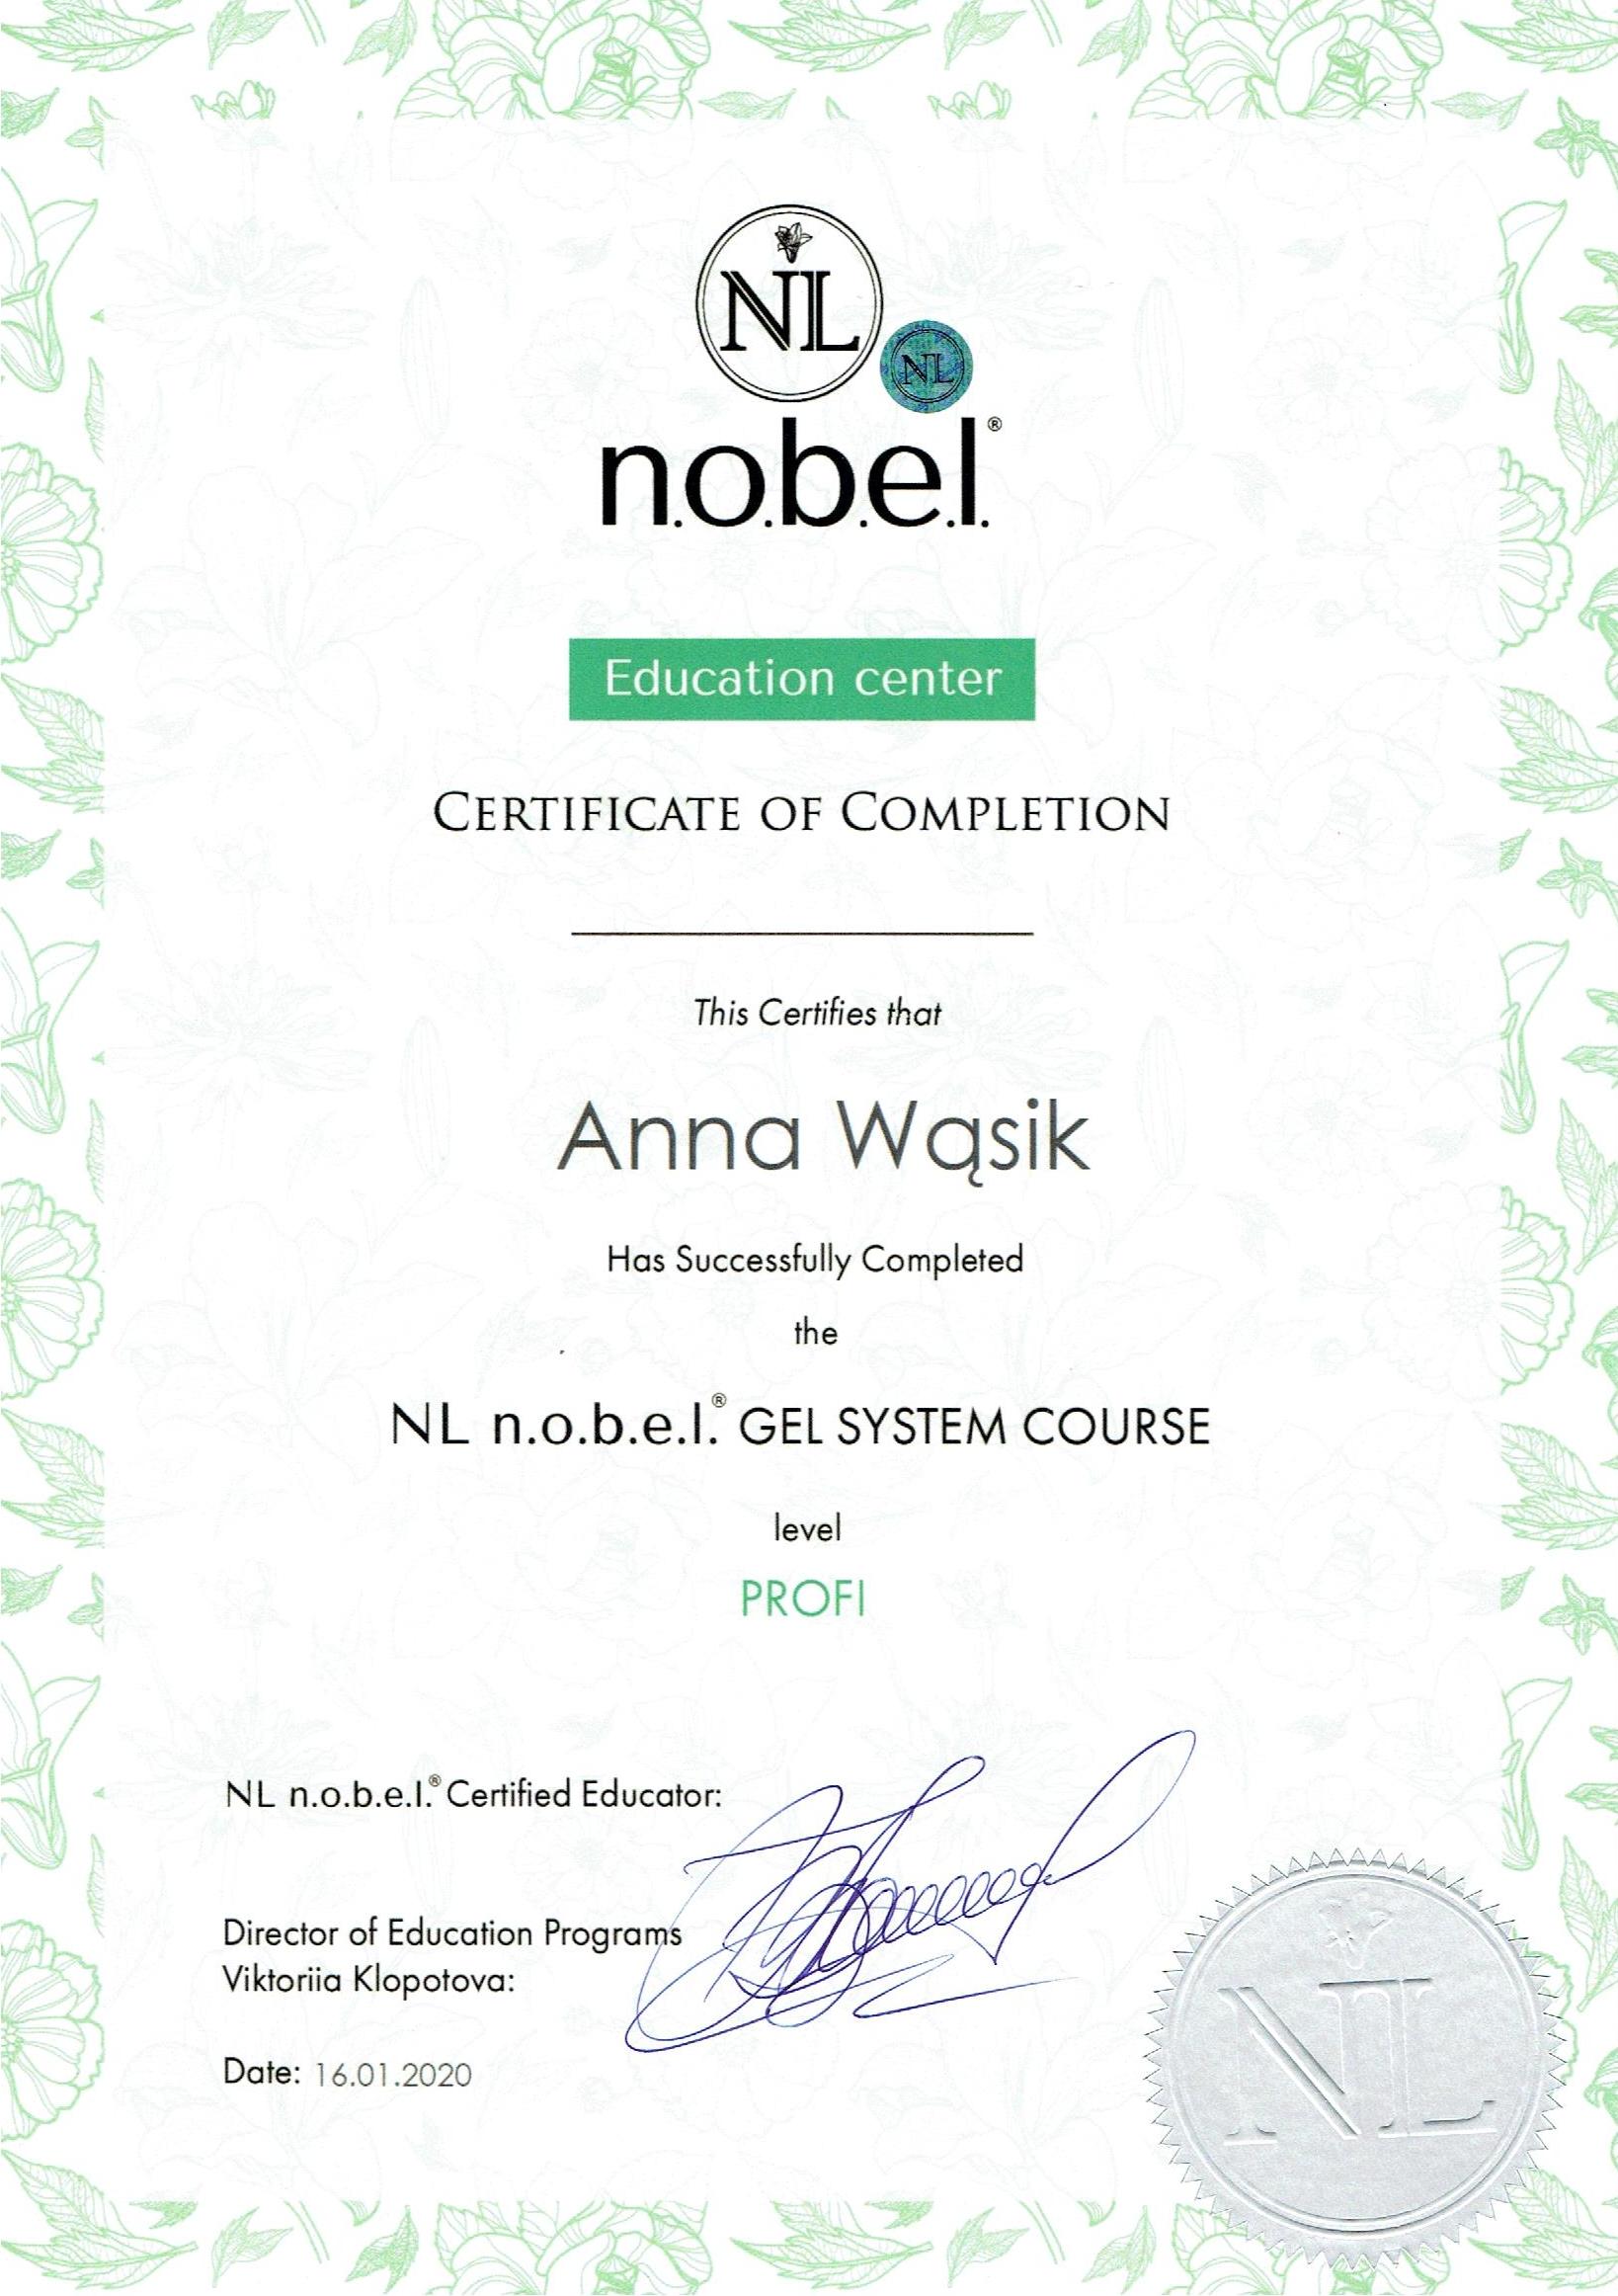 NL
NL
n.o.b.e.l.®
Education center
CERTIFICATE OF COMPLETION
This Certifies that
Anna Wąsik
Has Successfully Completed
the
NL n.o.b.e.l.® GEL SYSTEM COURSE
level
PROFI
NL n.o.b.e.l.® Certified Educator:
Director of Education Programs
Viktoriia Klopotova:
Date: 16.01.2020
NL